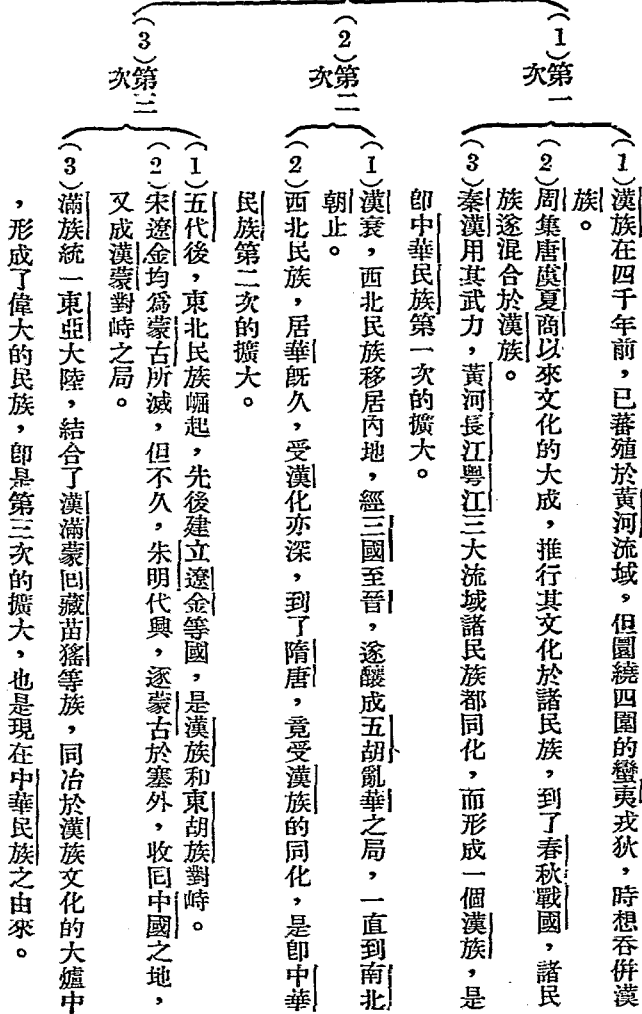 (1)第一
次
(1)漢族在四千年前，已蕃殖於黃河流域，但圍繞四圍的蠻夷戎狄，時想吞併漢
族。
(2)周集唐虞夏商以來文化的大成，推行其文化於諸民族，到了春秋戰國，諸民
族遂混合於漢族。
(3)秦漢用其武力，黃河長江粵江三大流域諸民族都同化，而形成一個漢族，是
卽中華民族第一次的擴大。
(2)第二
次
(1)漢衰，西北民族移居內地，經三國至晉，遂釀成五胡亂華之局，一直到南北
朝止。
(2)西北民族，居華旣久，受漢化亦深，到了隋唐，竟受漢族的同化，是卽中華
民族第二次的擴大。
(3)第三
次
(1)五代後，東北民族崛起，先後建立遼金等國，是漢族和東胡族對峙。
(2)宋遼金均爲蒙古所滅，但不久，朱明代興，逐蒙古於塞外，收囘中國之地，
又成漢蒙對峙之局。
(3)滿族統一東亞大陸，結合了漢滿蒙囘藏苗猺等族，同冶於漢族文化的大爐中
，形成了偉大的民族，卽是第三次的擴大，也是現在中華民族之由來。